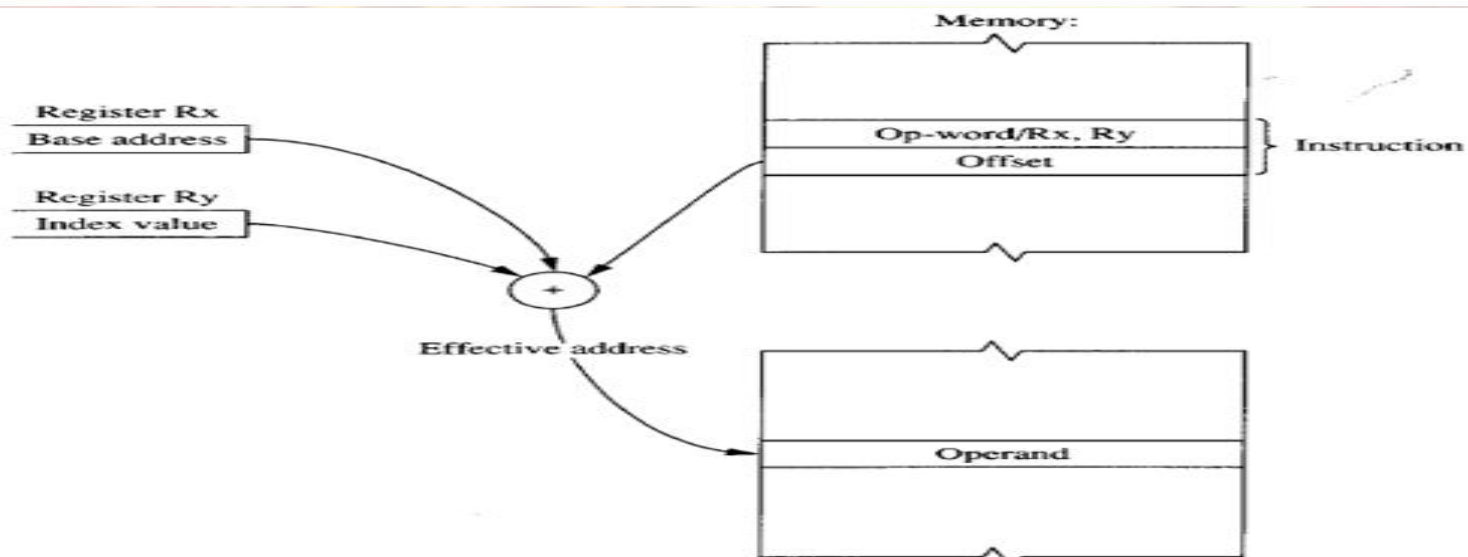 Memory:
Register Rx
Base address
Op-word/Rx, Ry
Instruction
Offset
Register Ry
Index value
+
Effective address
Operand